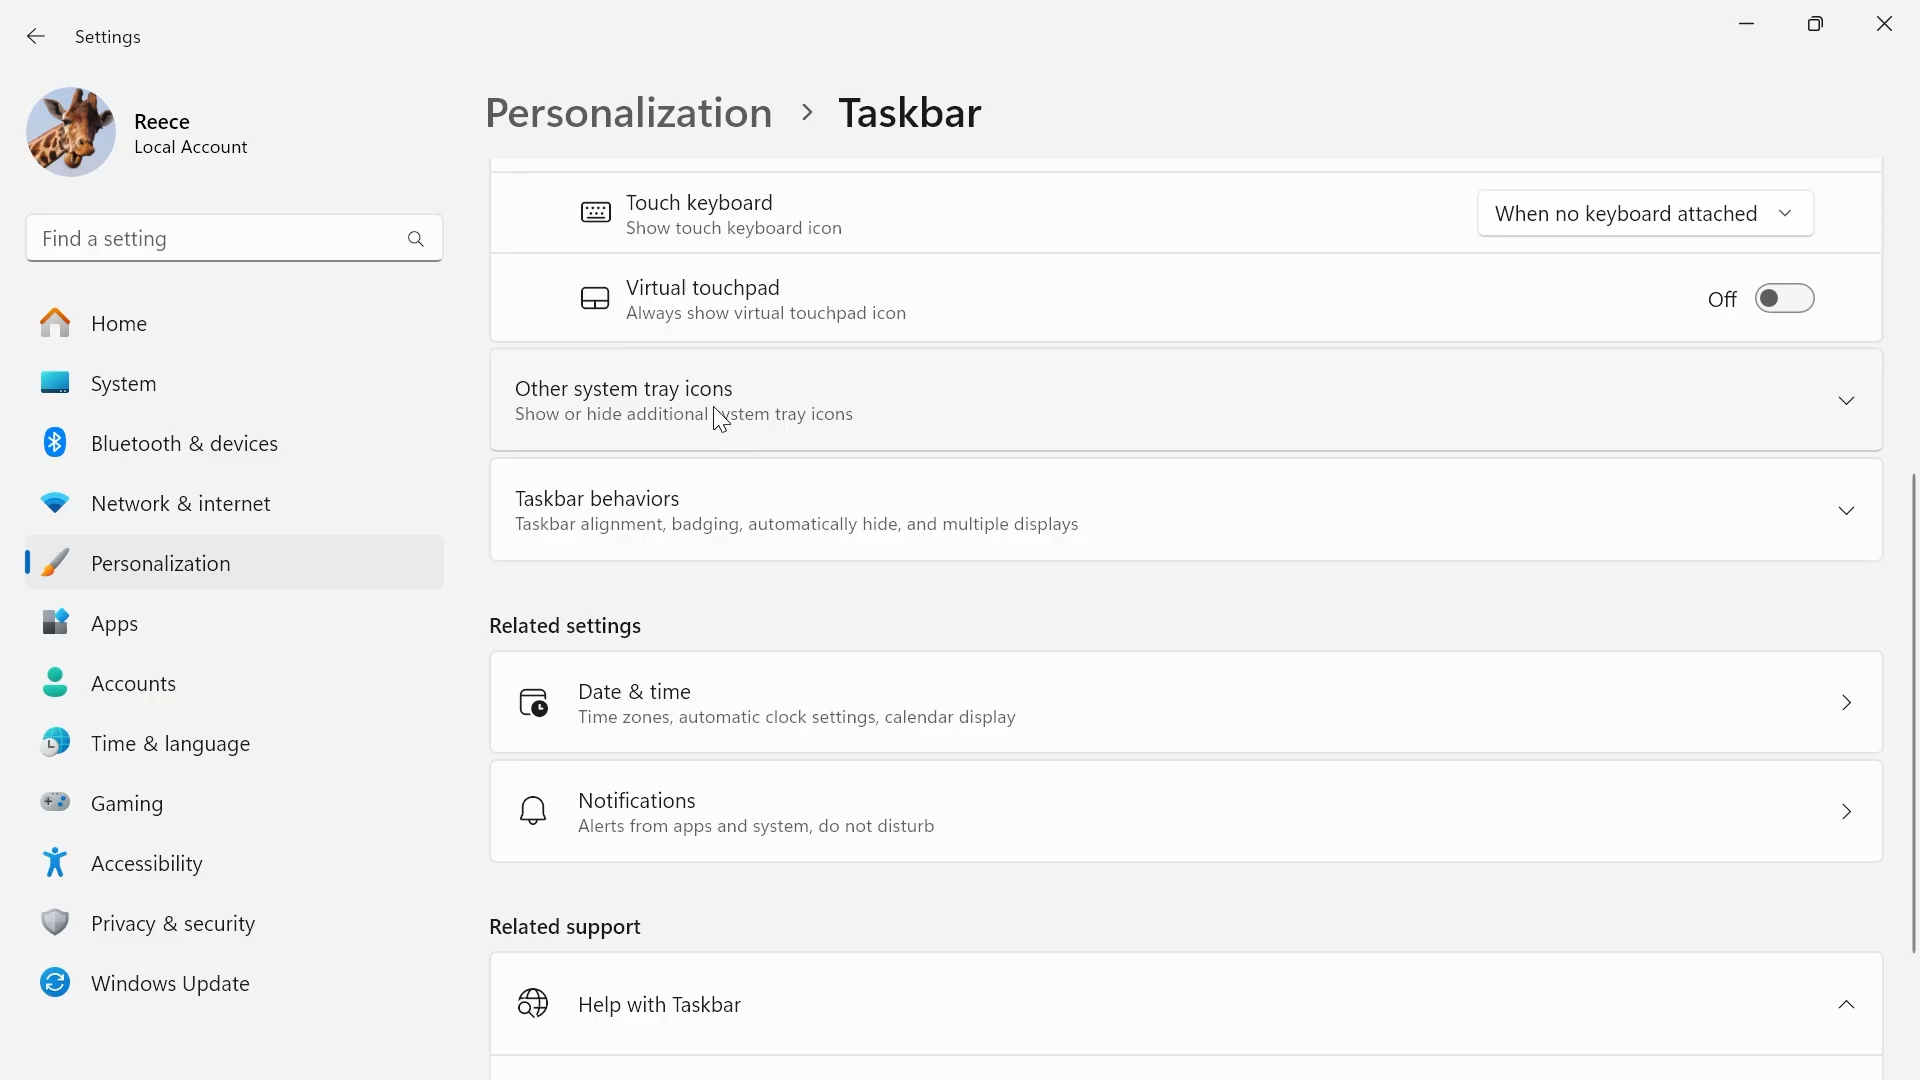 Settings
Reece
Local Account
Find a setting
Home
System
Bluetooth & devices
Network & internet
Personalization
Apps
Accounts
Time & language
Gaming
Accessibility
Privacy & security
Windows Update
Personalization > Taskbar
Touch keyboard
Show touch keyboard icon
When no keyboard attached
Virtual touchpad
Always show virtual touchpad icon
Off
Other system tray icons
Show or hide additional system tray icons
Taskbar behaviors
Taskbar alignment, badging, automatically hide, and multiple displays
Related settings
Date & time
Time zones, automatic clock settings, calendar display
Notifications
Alerts from apps and system, do not disturb
Related support
Help with Taskbar